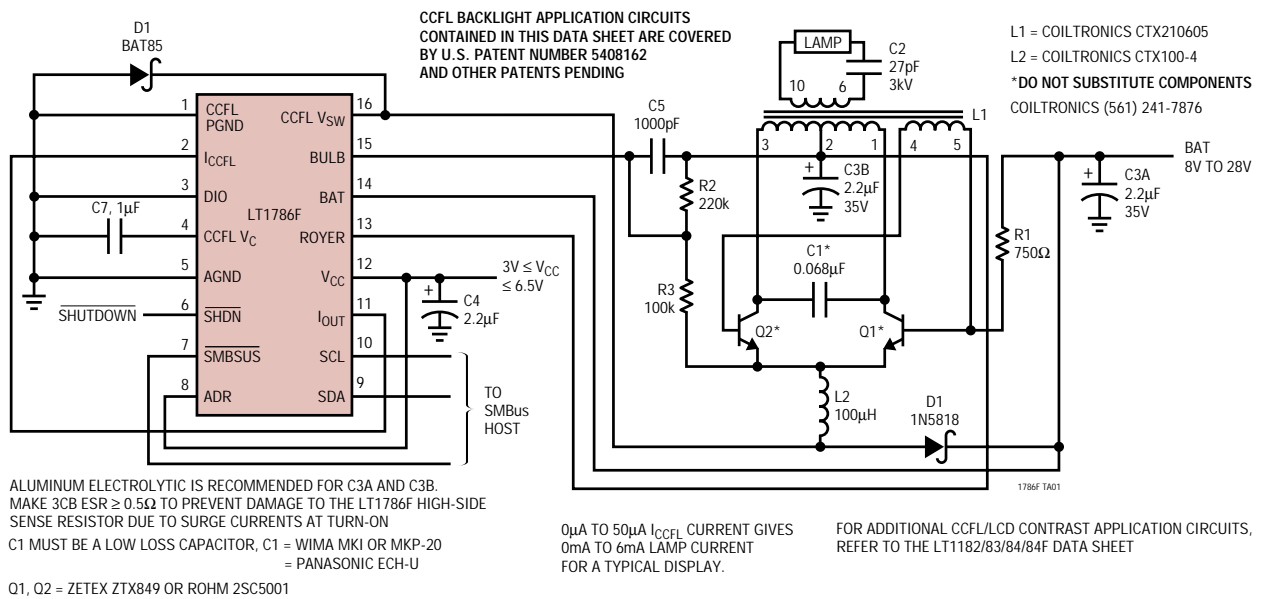 CCFL BACKLIGHT APPLICATION CIRCUITS
CONTAINED IN THIS DATA SHEET ARE COVERED
BY U.S. PATENT NUMBER 5408162
AND OTHER PATENTS PENDING
L1 = COILTRONICS CTX210605
L2 = COILTRONICS CTX100-4
*DO NOT SUBSTITUTE COMPONENTS
COILTRONICS (561) 241-7876
D1
BAT85
LAMP
C2
27pF
3kV
10
6
L1
3
2
1
4
5
C5
1000pF
BAT
8V TO 28V
C3A
2.2µF
35V
C3B
2.2µF
35V
R2
220k
R1
750Ω
C1*
0.068µF
R3
100k
Q2*
Q1*
L2
100µH
D1
1N5818
1786F TA01
LT1786F
1
CCFL
PGND
2
ICCFL
3
DIO
4
CCFL VC
5
AGND
6
SHDN
7
SMBSUS
8
ADR
16
CCFL VSW
15
BULB
14
BAT
13
ROYER
12
VCC
11
IOUT
10
SCL
9
SDA
C7, 1µF
SHUTDOWN
3V ≤ VCC
≤ 6.5V
C4
2.2µF
TO
SMBus
HOST
ALUMINUM ELECTROLYTIC IS RECOMMENDED FOR C3A AND C3B.
MAKE 3CB ESR ≥ 0.5Ω TO PREVENT DAMAGE TO THE LT1786F HIGH-SIDE
SENSE RESISTOR DUE TO SURGE CURRENTS AT TURN-ON
C1 MUST BE A LOW LOSS CAPACITOR, C1 = WIMA MKI OR MKP-20
= PANASONIC ECH-U
Q1, Q2 = ZETEX ZTX849 OR ROHM 2SC5001
0µA TO 50µA ICCFL CURRENT GIVES
0mA TO 6mA LAMP CURRENT
FOR A TYPICAL DISPLAY.
FOR ADDITIONAL CCFL/LCD CONTRAST APPLICATION CIRCUITS,
REFER TO THE LT1182/83/84/84F DATA SHEET